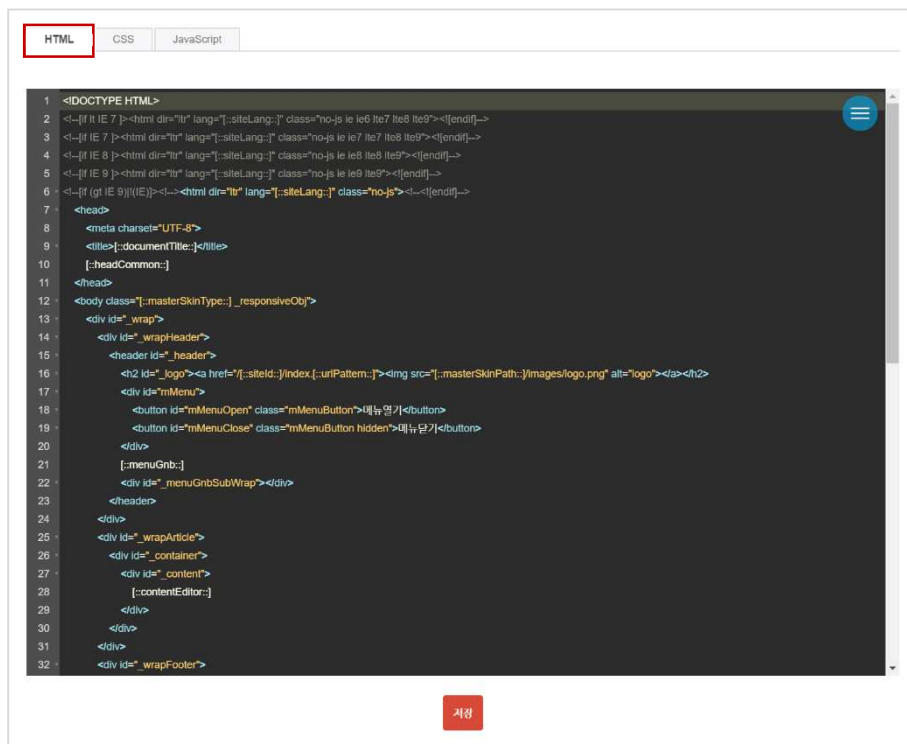 HTML CSS JavaScript
1 <!DOCTYPE HTML>
2 <!--[if lt IE 7 ]><html dir="ltr" lang="[::siteLang::]" class="no-js ie ie6 lte7 lte8 lte9"><![endif]-->
3 <!--[if IE 7 ]><html dir="ltr" lang="[::siteLang::]" class="no-js ie ie7 lte7 lte8 lte9"><![endif]-->
4 <!--[if IE 8 ]><html dir="ltr" lang="[::siteLang::]" class="no-js ie ie8 lte8 lte9"><![endif]-->
5 <!--[if IE 9 ]><html dir="ltr" lang="[::siteLang::]" class="no-js ie ie9 lte9"><![endif]-->
6 <!--[if (gt IE 9)|!(IE)]><!--><html dir="ltr" lang="[::siteLang::]" class="no-js"><!--<![endif]-->
7 <head>
8 <meta charset="UTF-8">
9 <title>[::documentTitle::]</title>
10 [::headCommon::]
11 </head>
12 <body class="[::masterSkinType::] _responsiveObj">
13 <div id="_wrap">
14 <div id="_wrapHeader">
15 <header id="_header">
16 <h2 id="_logo"><a href="/[::siteId::]/index.[::urlPattern::]"><img src="[::masterSkinPath::]/images/logo.png" alt="logo"></a></h2>
17 <div id="mMenu">
18 <button id="mMenuOpen" class="mMenuButton">메뉴열기</button>
19 <button id="mMenuClose" class="mMenuButton hidden">메뉴닫기</button>
20 </div>
21 [::menuGnb::]
22 <div id="_menuGnbSubWrap"></div>
23 </header>
24 </div>
25 <div id="_wrapArticle">
26 <div id="_container">
27 <div id="_content">
28 [::contentEditor::]
29 </div>
30 </div>
31 </div>
32 <div id="_wrapFooter">
저장